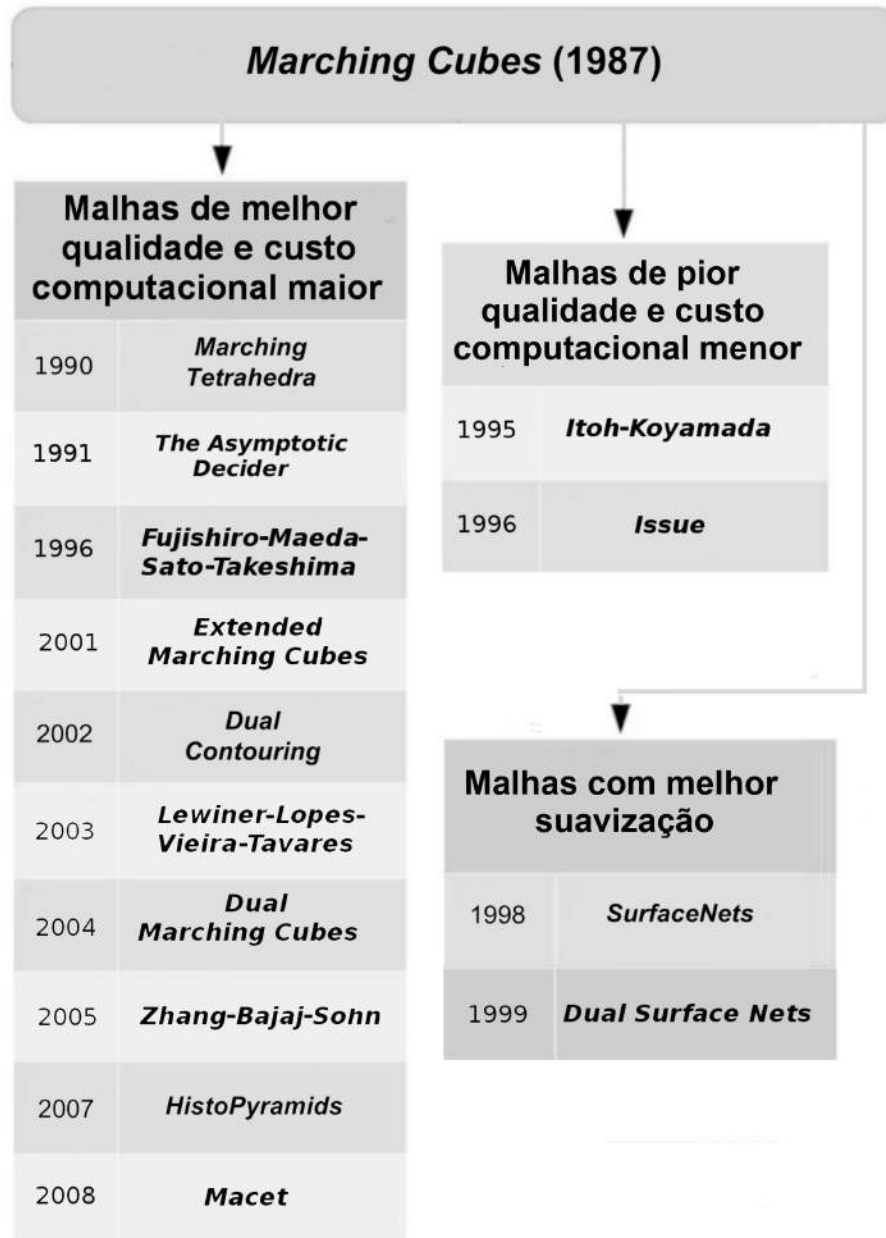 Marching Cubes (1987)
Malhas de melhor
qualidade e custo
computacional maior
1990 Marching
Tetrahedra
1991 The Asymptotic
Decider
1996 Fujishiro-Maeda-
Sato-Takeshima
2001 Extended
Marching Cubes
2002 Dual
Contouring
2003 Lewiner-Lopes-
Vieira-Tavares
2004 Dual
Marching Cubes
2005 Zhang-Bajaj-Sohn
2007 HistoPyramids
2008 Macet
Malhas de pior
qualidade e custo
computacional menor
1995 Itoh-Koyamada
1996 Issue
Malhas com melhor
suavização
1998 SurfaceNets
1999 Dual Surface Nets